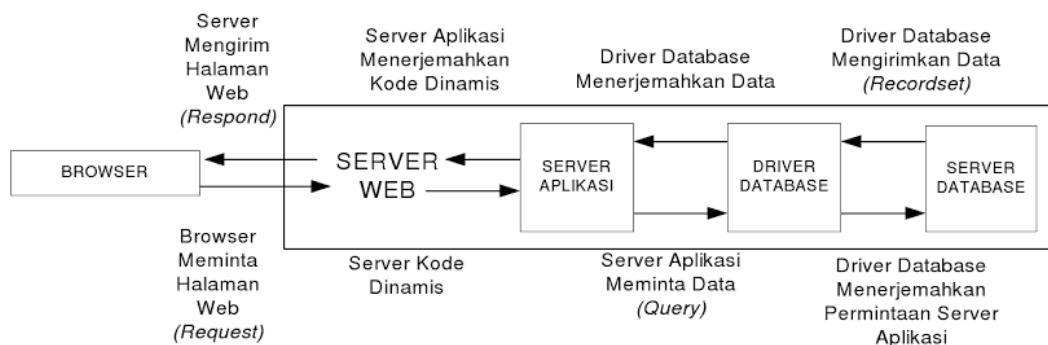 Server
Mengirim
Halaman
Web
(Respond)
Server Aplikasi
Menerjemahkan
Kode Dinamis
Driver Database
Menerjemahkan Data
Driver Database
Mengirimkan Data
(Recordset)
BROWSER
SERVER
WEB
SERVER
APLIKASI
DRIVER
DATABASE
SERVER
DATABASE
Browser
Meminta
Halaman
Web
(Request)
Server Kode
Dinamis
Server Aplikasi
Meminta Data
(Query)
Driver Database
Menerjemahkan
Permintaan Server
Aplikasi